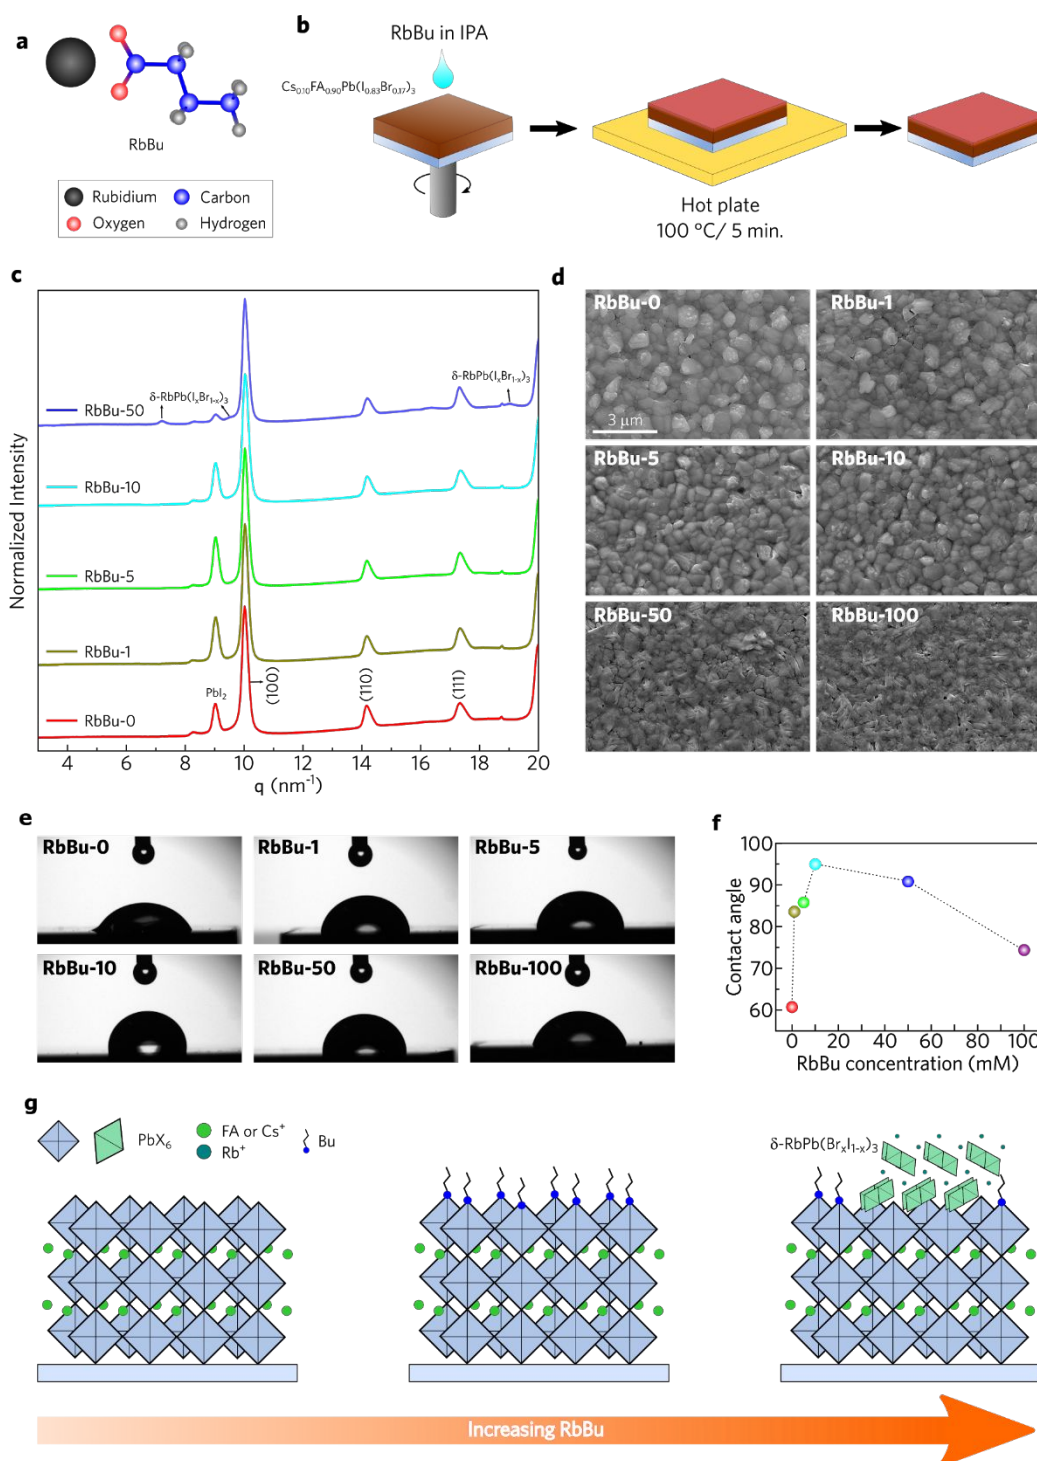 a
RbBu
Rubidium
Carbon
Oxygen
Hydrogen
b
RbBu in IPA
Cs₀.₁₀FA₀.₉₀Pb(I₀.₈₃Br₀.₁₇)₃
Hot plate
100 °C/ 5 min.
c
Normalized Intensity
δ-RbPb(IₓBr₁₋ₓ)₃
δ-RbPb(IₓBr₁₋ₓ)₃
RbBu-50
RbBu-10
RbBu-5
RbBu-1
PbI₂
(100)
(110)
(111)
RbBu-0
4 6 8 10 12 14 16 18 20
q (nm⁻¹)
d
RbBu-0
RbBu-1
3 μm
RbBu-5
RbBu-10
RbBu-50
RbBu-100
e
RbBu-0
RbBu-1
RbBu-5
RbBu-10
RbBu-50
RbBu-100
f
Contact angle
100
90
80
70
60
0 20 40 60 80 100
RbBu concentration (mM)
g
PbX₆
FA or Cs⁺
Rb⁺
Bu
δ-RbPb(BrₓI₁₋ₓ)₃
Increasing RbBu